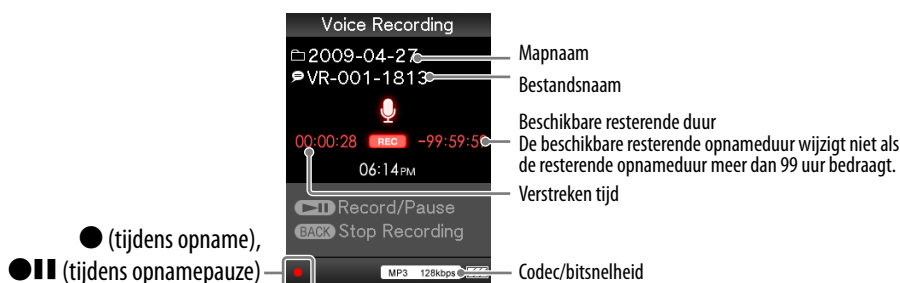 Voice Recording
2009-04-27
VR-001-1813
00:00:28 REC -99:59:59
06:14PM
Record/Pause
BACK Stop Recording
MP3 128kbps
Mapnaam
Bestandsnaam
Beschikbare resterende duur
De beschikbare resterende opnameduur wijzigt niet als
de resterende opnameduur meer dan 99 uur bedraagt.
Verstreken tijd
Codec/bitsnelheid
(tijdens opname),
(tijdens opnamepauze)